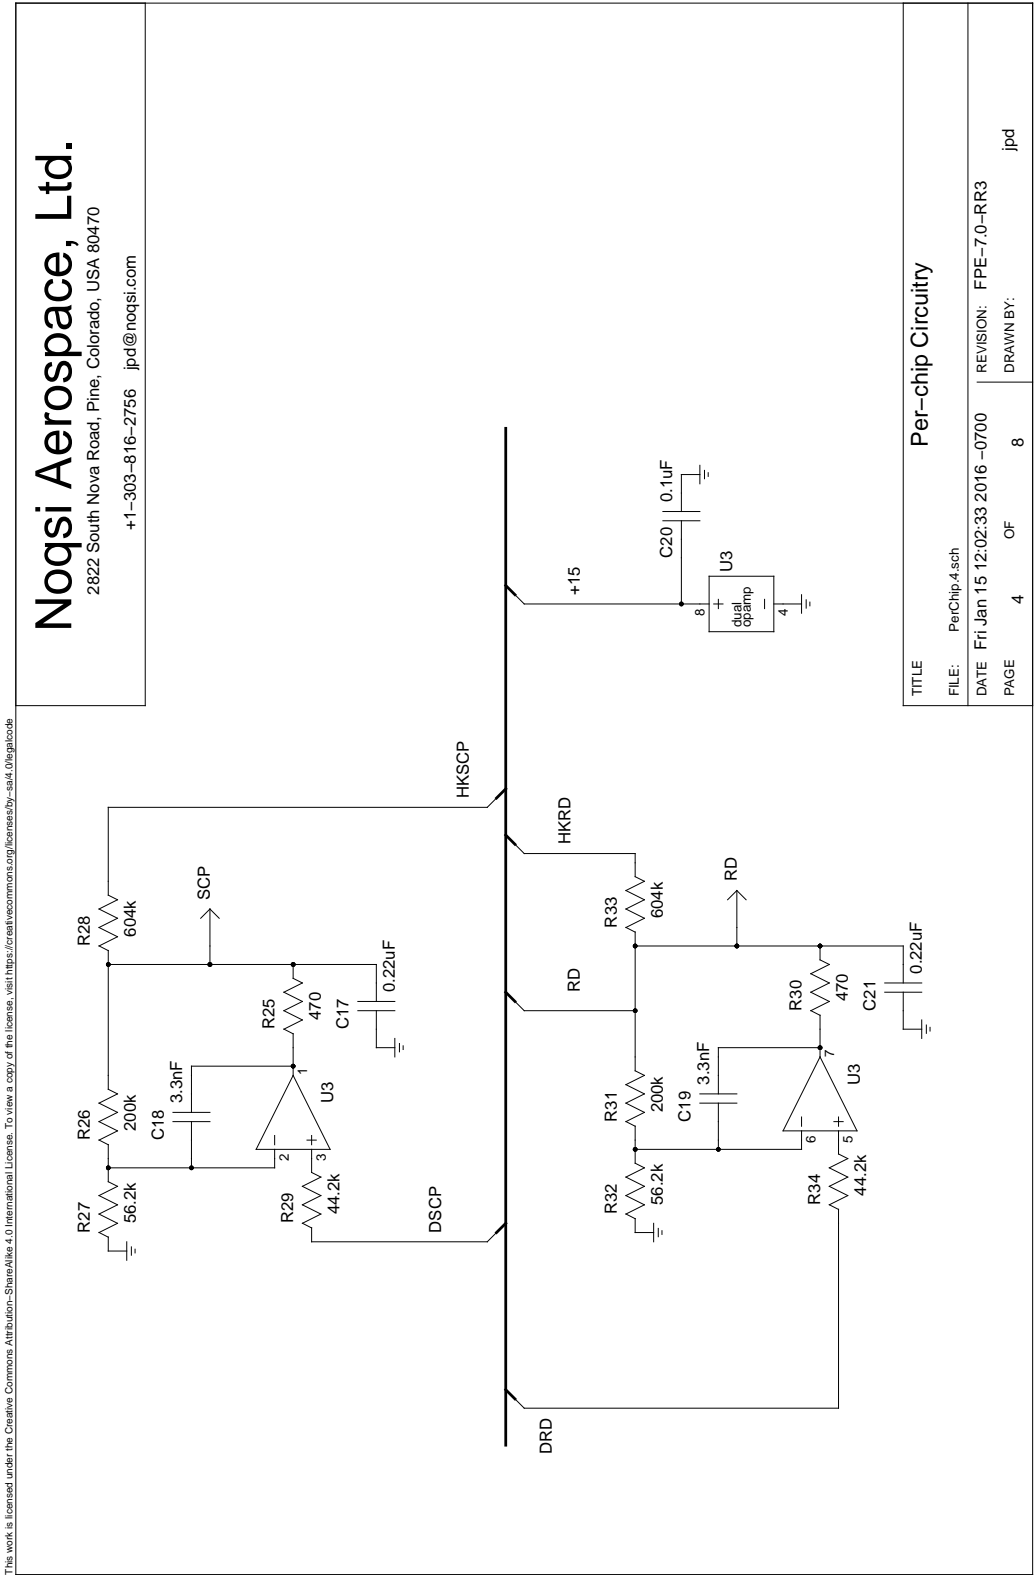 This work is licensed under the Creative Commons Attribution−ShareAlike 4.0 International License. To view a copy of the license, visit https://creativecommons.org/licenses/by−sa/4.0/legalcode
Noqsi Aerospace, Ltd.
2822 South Nova Road, Pine, Colorado, USA 80470
+1−303−816−2756 jpd@noqsi.com
R27
56.2k
R26
200k
R28
604k
C18
3.3nF
SCP
R25
470
2
3
1
U3
R29
44.2k
C17
0.22uF
DSCP
HKSCP
DRD
RD
HKRD
+15
R32
56.2k
R31
200k
R33
604k
C20
0.1uF
8
+
dual
opamp
−
4
U3
C19
3.3nF
RD
6
5
7
U3
R34
44.2k
R30
470
C21
0.22uF
TITLE
Per−chip Circuitry
FILE: PerChip.4.sch
REVISION: FPE−7.0−RR3
DATE Fri Jan 15 12:02:33 2016 −0700
PAGE 4 OF 8
DRAWN BY: jpd